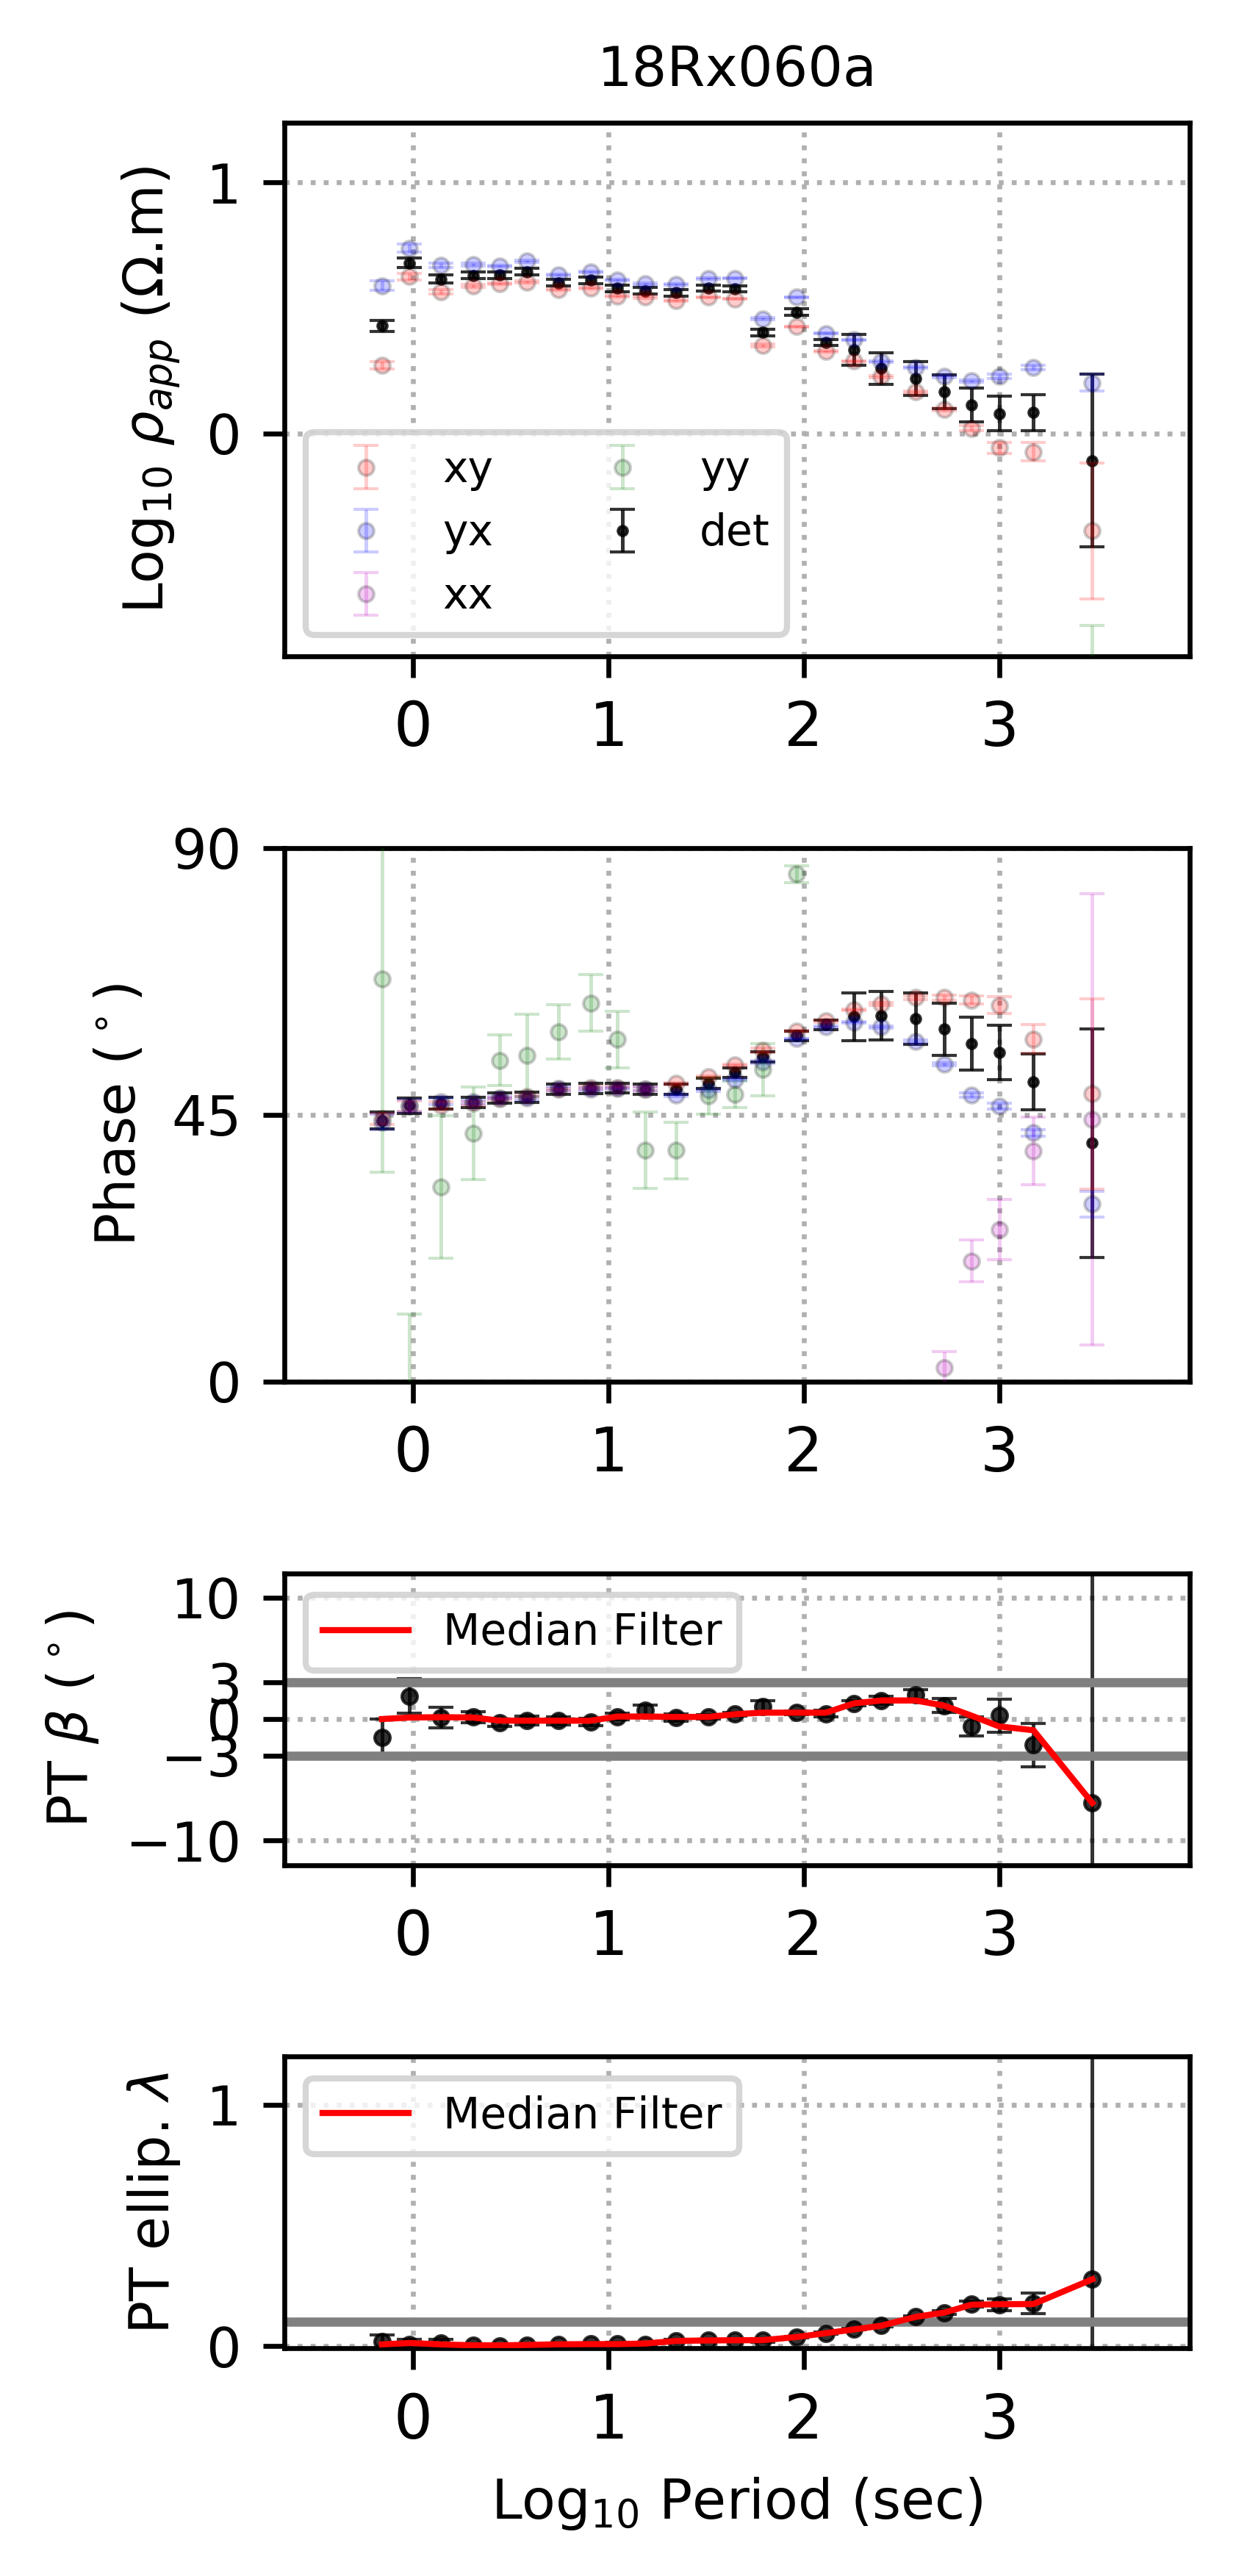 18Rx060a
Log₁₀ ρₐₚₚ (Ω.m)
1
0
xy
yx
xx
yy
det
0 1 2 3
Phase (°)
90
45
0
0 1 2 3
PT β (°)
10
3
0
−3
−10
Median Filter
0 1 2 3
PT ellip. λ
1
0
Median Filter
0 1 2 3
Log₁₀ Period (sec)